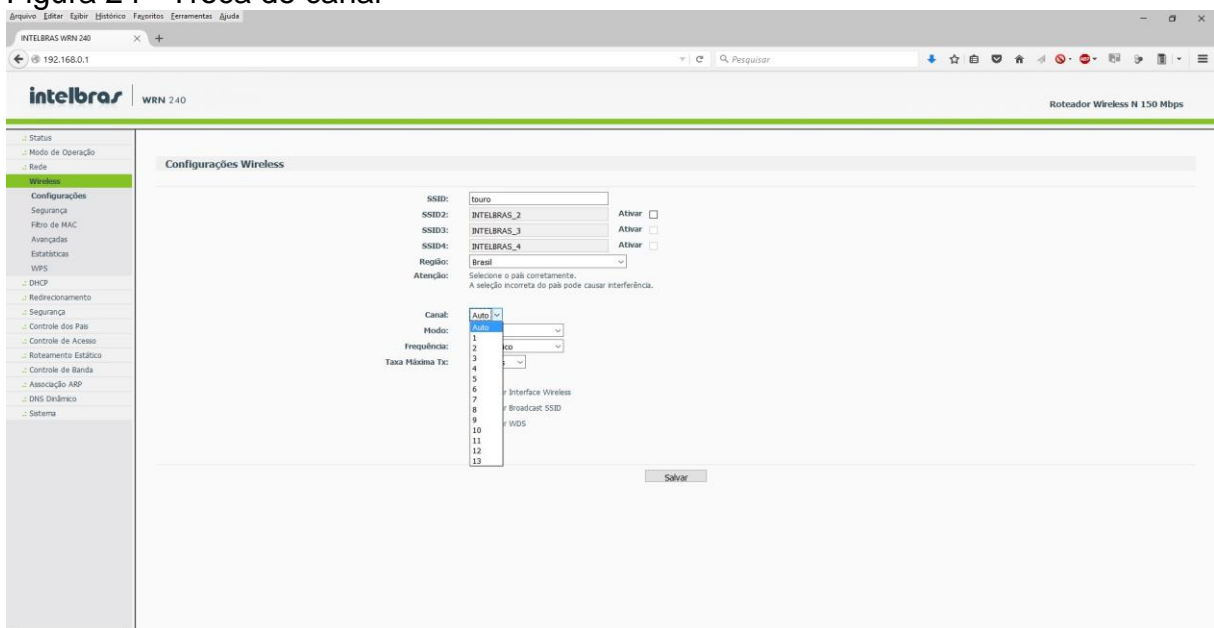 Arquivo Editar Exibir Histórico Favoritos Ferramentas Ajuda
INTELBRAS WRN 240
192.168.0.1
Pesquisar
intelbras
WRN 240
Roteador Wireless N 150 Mbps
Status
Modo de Operação
Rede
Wireless
Configurações
Segurança
Filtro de MAC
Avançadas
Estatísticas
WPS
DHCP
Redirecionamento
Segurança
Controle dos Pais
Controle de Acesso
Roteamento Estático
Controle de Banda
Associação ARP
DNS Dinâmico
Sistema
Configurações Wireless
SSID: touro
SSID2: INTELBRAS_2 Ativar
SSID3: INTELBRAS_3 Ativar
SSID4: INTELBRAS_4 Ativar
Região: Brasil
Atenção: Selecione o país corretamente.
A seleção incorreta do país pode causar interferência.
Canal: Auto
Modo:
Frequência:
Taxa Máxima Tx:
Auto
1
2
3
4
5
6
7
8
9
10
11
12
13
Interface Wireless
Broadcast SSID
WDS
Salvar